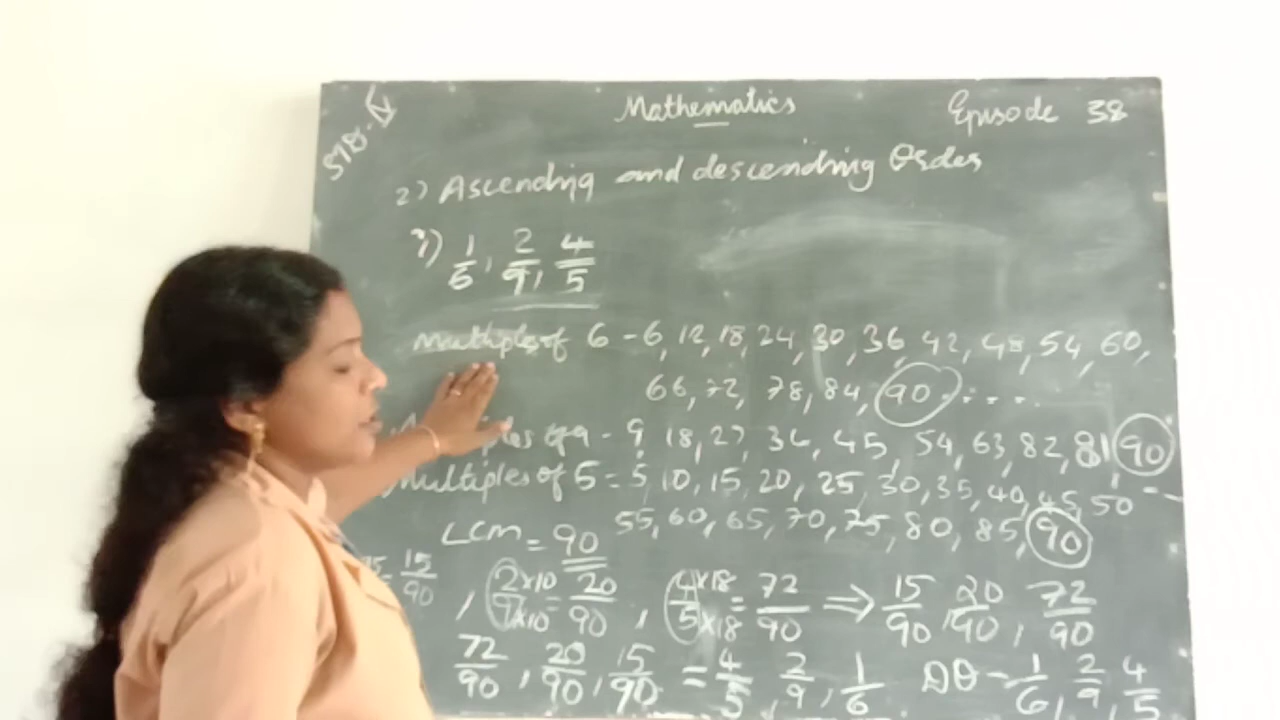 STD.V
Mathematics
Episode 38
2) Ascending and descending Order
i) 1/6, 2/9, 4/5
Multiples of 6 - 6, 12, 18, 24, 30, 36, 42, 48, 54, 60,
66, 72, 78, 84, 90.....
ples of 9 - 9, 18, 27, 36, 45, 54, 63, 82, 81 90
Multiples of 5 = 5, 10, 15, 20, 25, 30, 35, 40, 45, 50 --
55, 60, 65, 70, 75, 80, 85, 90
LCM = 90
15/90, 2×10/9×10 = 20/90, 4×18/5×18 = 72/90 ⇒ 15/90, 20/90, 72/90
72/90, 20/90, 15/90 = 4/5, 2/9, 1/6 DO - 1/6, 2/9, 4/5